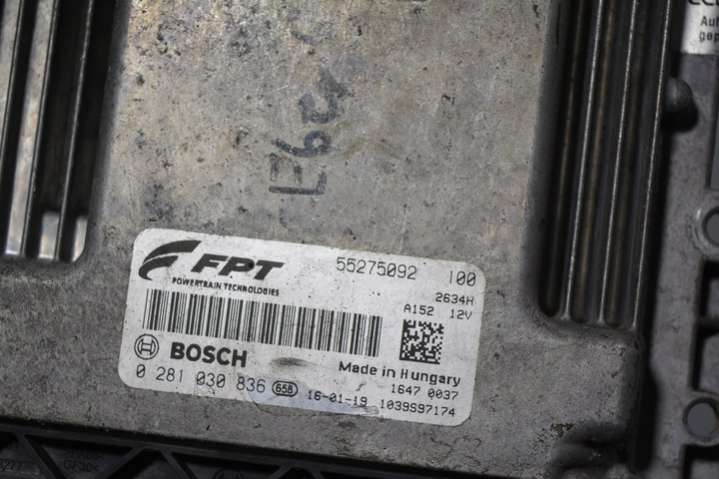 FPT 55275092 100
POWERTRAIN TECHNOLOGIES
2634H
A152 12V
BOSCH
Made in Hungary
0 281 030 836 658
1647 0037
16-01-19 1039S97174